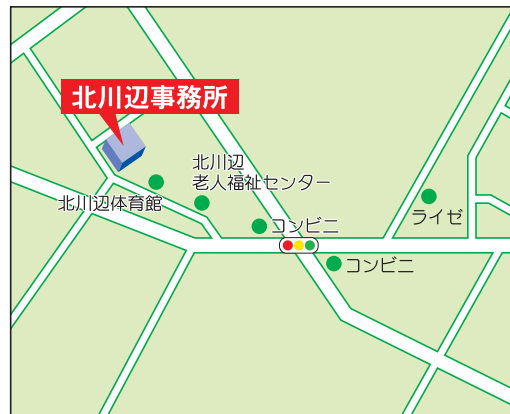 北川辺事務所
北川辺
老人福祉センター
北川辺体育館
コンビニ
ライゼ
コンビニ